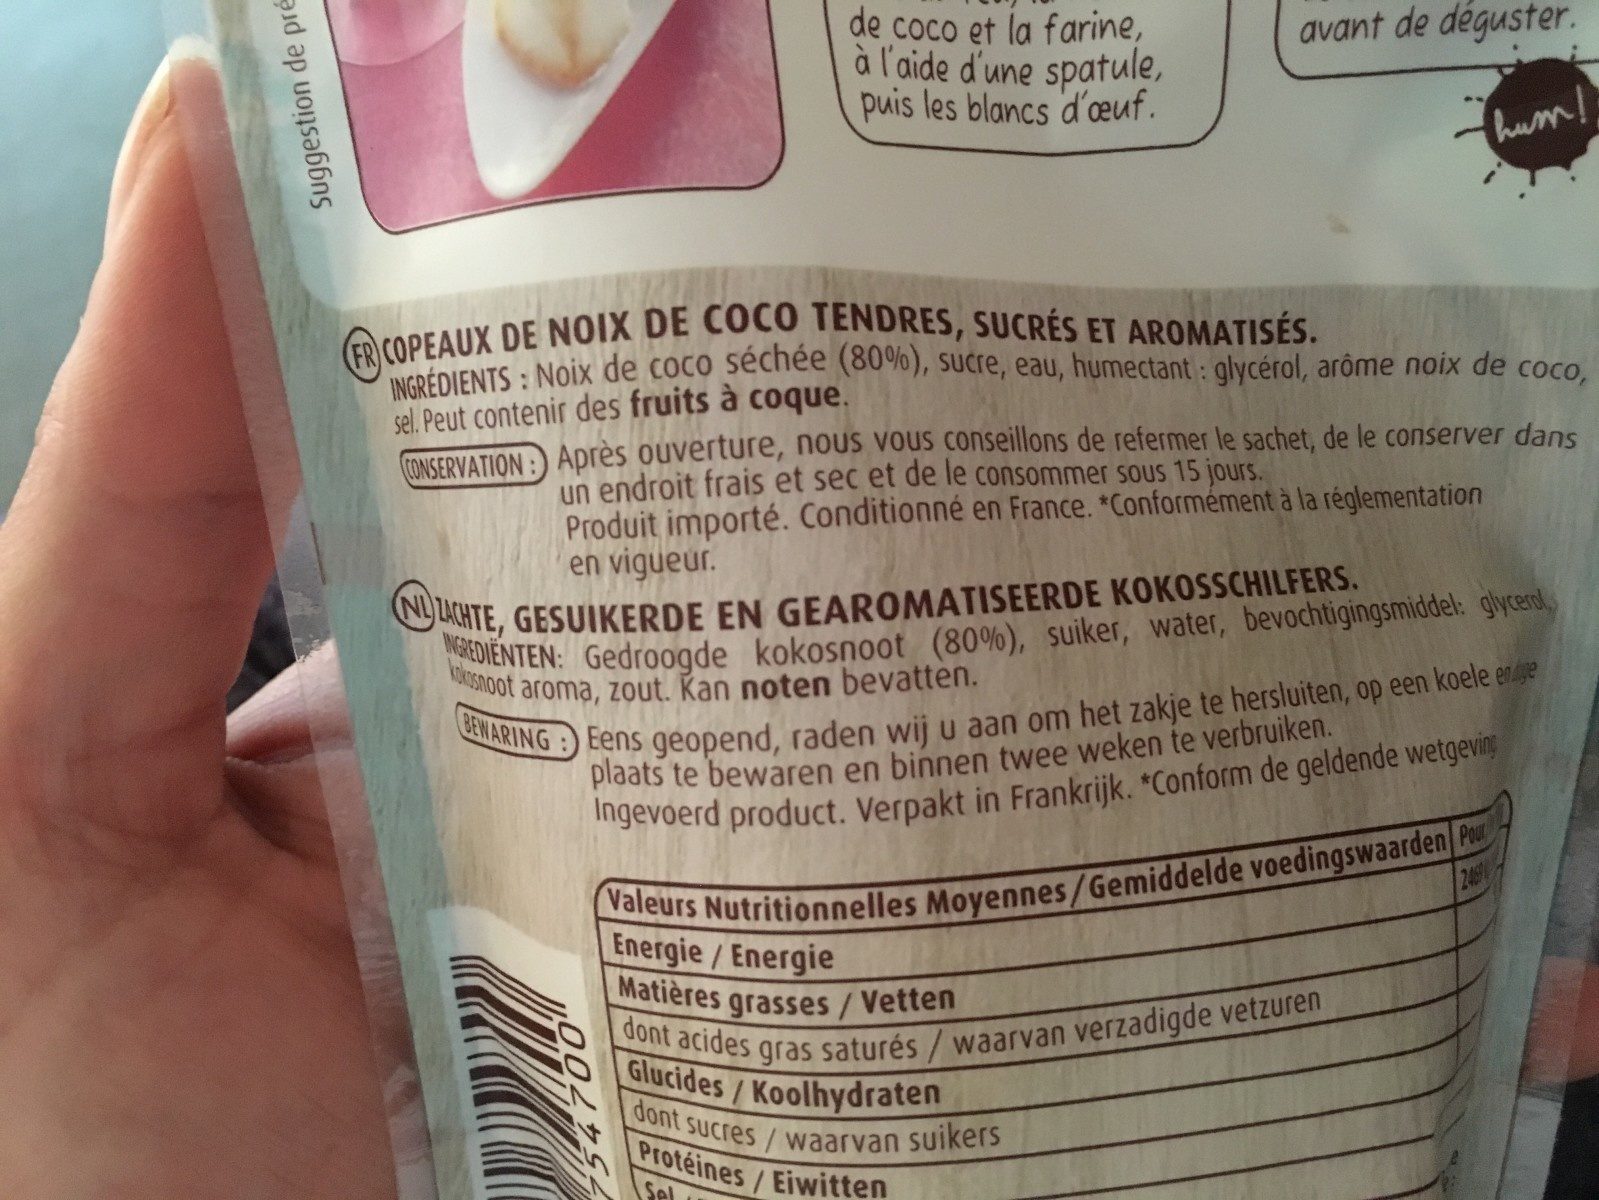 Suggestion de pré
de coco et la farine,
à l'aide d'une spatule,
puis les blancs d'œuf.
avant de déguster.
hum!
FR COPEAUX DE NOIX DE COCO TENDRES, SUCRÉS ET AROMATISÉS.
INGRÉDIENTS : Noix de coco séchée (80%), sucre, eau, humectant : glycérol, arôme noix de coco,
sel. Peut contenir des fruits à coque.
CONSERVATION : Après ouverture, nous vous conseillons de refermer le sachet, de le conserver dans
un endroit frais et sec et de le consommer sous 15 jours.
Produit importé. Conditionné en France. *Conformément à la réglementation
en vigueur.
NL ZACHTE, GESUIKERDE EN GEAROMATISEERDE KOKOSSCHILFERS.
INGREDIËNTEN: Gedroogde kokosnoot (80%), suiker, water, bevochtigingsmiddel: glycerol,
kokosnoot aroma, zout. Kan noten bevatten.
BEWARING : Eens geopend, raden wij u aan om het zakje te hersluiten, op een koele en
plaats te bewaren en binnen twee weken te verbruiken.
Ingevoerd product. Verpakt in Frankrijk. *Conform de geldende wetgeving
Valeurs Nutritionnelles Moyennes/Gemiddelde voedingswaarden Pour
Energie / Energie
Matières grasses / Vetten
dont acides gras saturés / waarvan verzadigde vetzuren
Glucides / Koolhydraten
dont sucres / waarvan suikers
Protéines / Eiwitten
Sel
754700